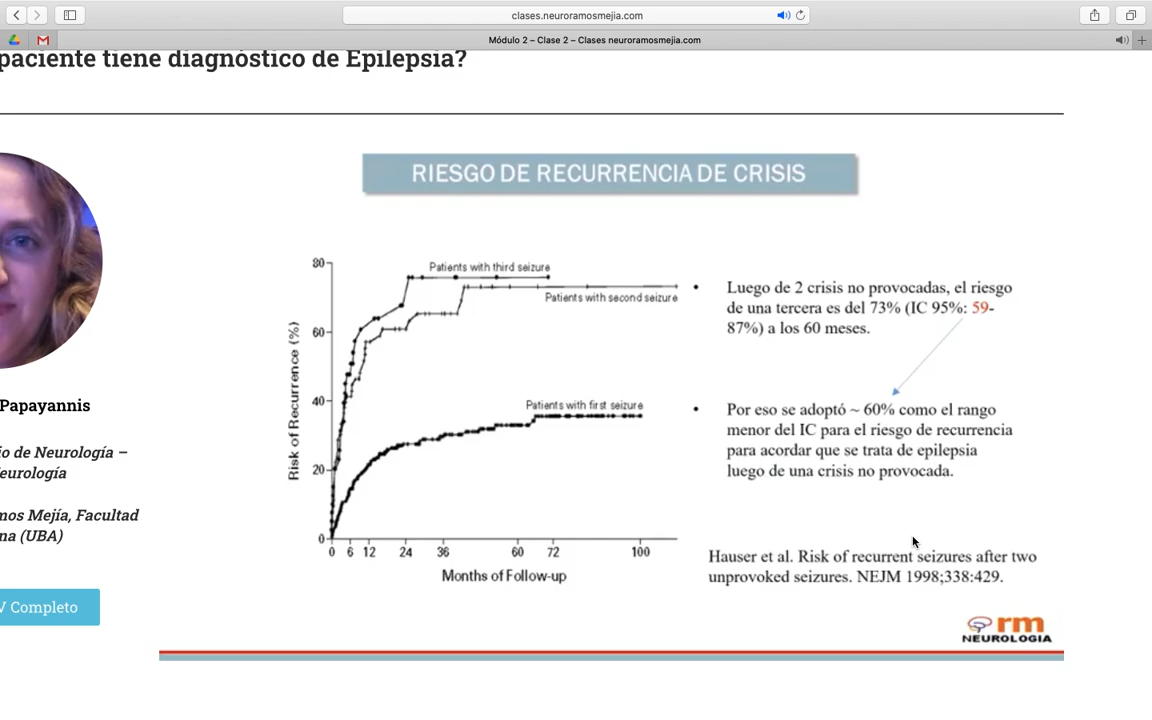 clases.neuroramosmejia.com
Módulo 2 – Clase 2 – Clases neuroramosmejia.com
paciente tiene diagnóstico de Epilepsia?
Papayannis
io de Neurología –
eurología
mos Mejía, Facultad
na (UBA)
V Completo
RIESGO DE RECURRENCIA DE CRISIS
Risk of Recurrence (%)
80
60
40
20
0
Patients with third seizure
Patients with second seizure
Patients with first seizure
0 6 12 24 36 60 72 100
Months of Follow-up
• Luego de 2 crisis no provocadas, el riesgo
de una tercera es del 73% (IC 95%: 59-
87%) a los 60 meses.
• Por eso se adoptó ~ 60% como el rango
menor del IC para el riesgo de recurrencia
para acordar que se trata de epilepsia
luego de una crisis no provocada.
Hauser et al. Risk of recurrent seizures after two
unprovoked seizures. NEJM 1998;338:429.
rm
NEUROLOGIA